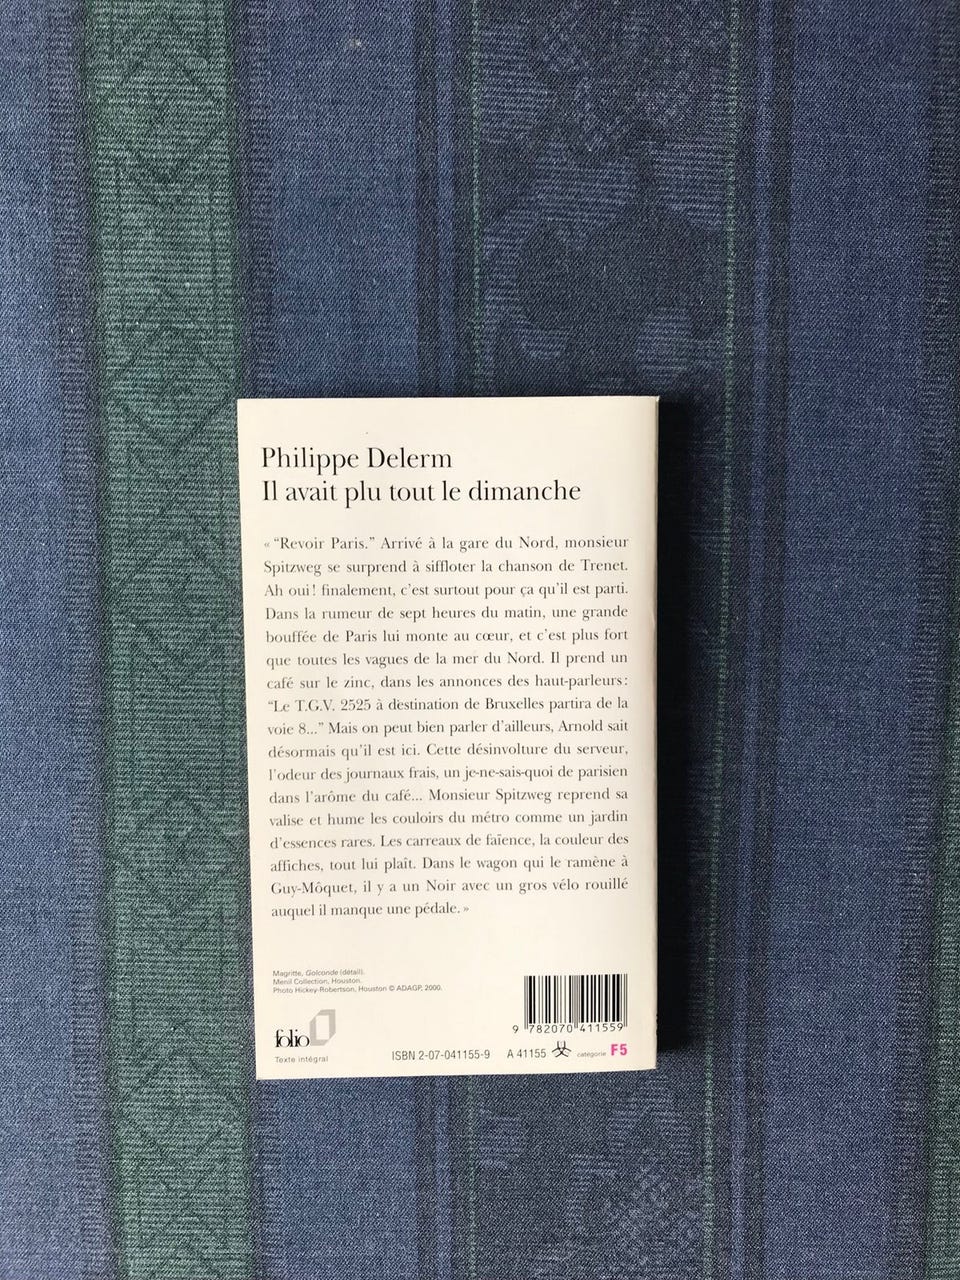 Philippe Delerm
Il avait plu tout le dimanche
« “Revoir Paris.” Arrivé à la gare du Nord, monsieur
Spitzweg se surprend à siffloter la chanson de Trenet.
Ah oui ! finalement, c’est surtout pour ça qu’il est parti.
Dans la rumeur de sept heures du matin, une grande
bouffée de Paris lui monte au cœur, et c’est plus fort
que toutes les vagues de la mer du Nord. Il prend un
café sur le zinc, dans les annonces des haut-parleurs :
“Le T.G.V. 2525 à destination de Bruxelles partira de la
voie 8...” Mais on peut bien parler d’ailleurs, Arnold sait
désormais qu’il est ici. Cette désinvolture du serveur,
l’odeur des journaux frais, un je-ne-sais-quoi de parisien
dans l’arôme du café... Monsieur Spitzweg reprend sa
valise et hume les couloirs du métro comme un jardin
d’essences rares. Les carreaux de faïence, la couleur des
affiches, tout lui plaît. Dans le wagon qui le ramène à
Guy-Môquet, il y a un Noir avec un gros vélo rouillé
auquel il manque une pédale. »
Magritte, Golconde (détail).
Menil Collection, Houston.
Photo Hickey-Robertson, Houston © ADAGP, 2000.
folio
Texte intégral
9 782070 411559
ISBN 2-07-041155-9 A 41155 catégorie F5